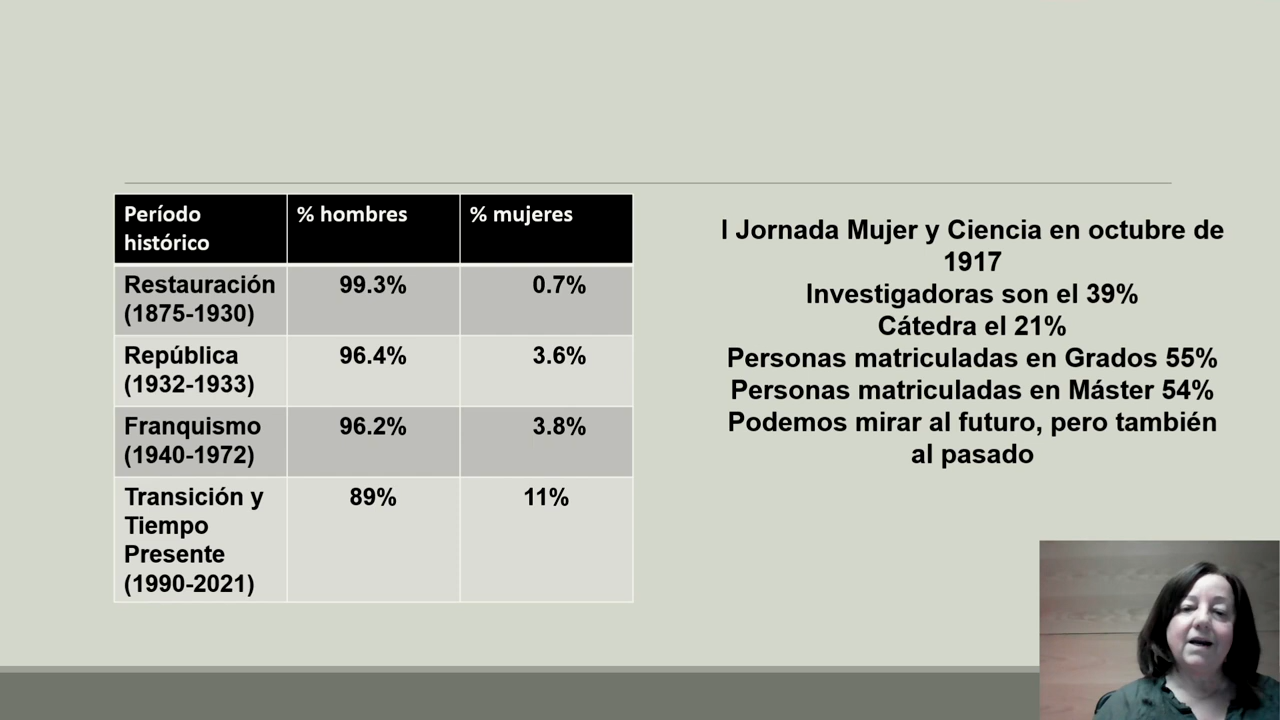 Período % hombres % mujeres
histórico
Restauración 99.3% 0.7%
(1875-1930)
República 96.4% 3.6%
(1932-1933)
Franquismo 96.2% 3.8%
(1940-1972)
Transición y 89% 11%
Tiempo
Presente
(1990-2021)
I Jornada Mujer y Ciencia en octubre de
1917
Investigadoras son el 39%
Cátedra el 21%
Personas matriculadas en Grados 55%
Personas matriculadas en Máster 54%
Podemos mirar al futuro, pero también
al pasado